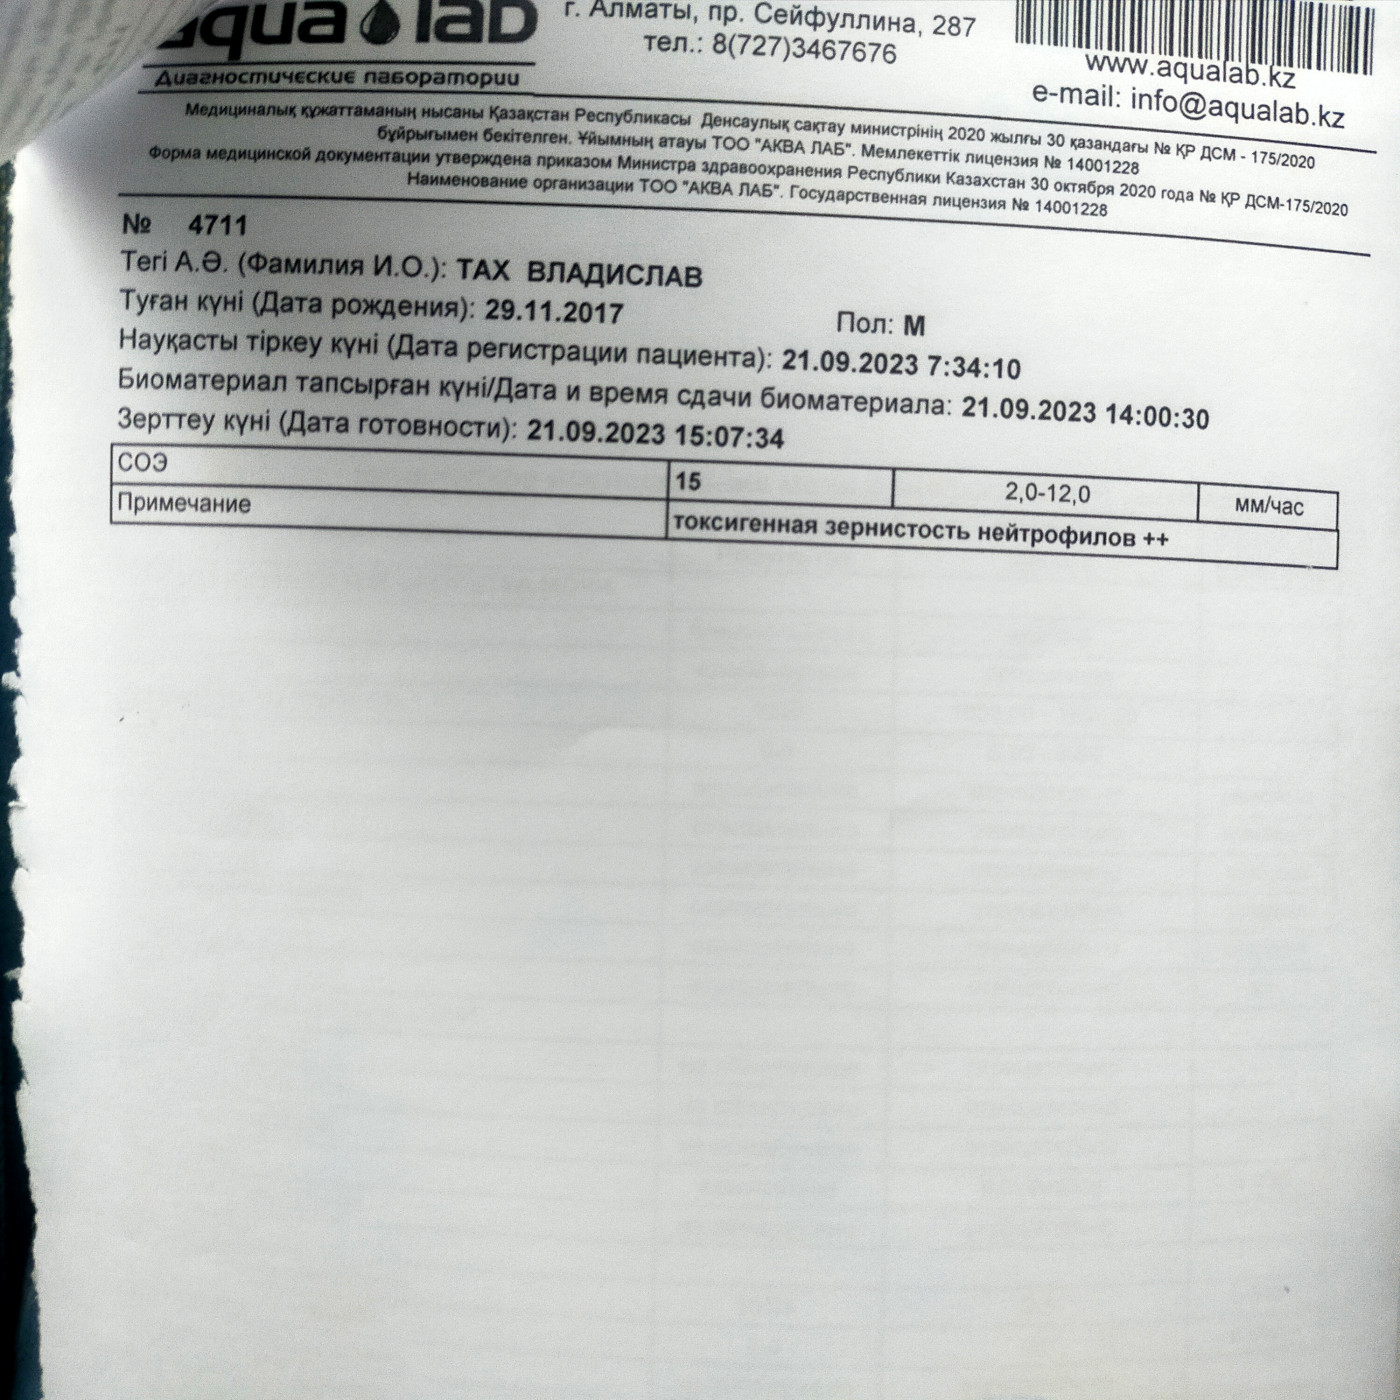 aqua lab
Диагностические лаборатории
г. Алматы, пр. Сейфуллина, 287
тел.: 8(727)3467676
www.aqualab.kz
e-mail: info@aqualab.kz
Медициналық құжаттаманың нысаны Қазақстан Республикасы Денсаулық сақтау министрінің 2020 жылғы 30 қазандағы № ҚР ДСМ - 175/2020
бұйрығымен бекітелген. Ұйымның атауы ТОО "АКВА ЛАБ". Мемлекеттік лицензия № 14001228
Форма медицинской документации утверждена приказом Министра здравоохранения Республики Казахстан 30 октября 2020 года № ҚР ДСМ-175/2020
Наименование организации ТОО "АКВА ЛАБ". Государственная лицензия № 14001228
№ 4711
Тегі А.Ә. (Фамилия И.О.): ТАХ ВЛАДИСЛАВ
Туған күні (Дата рождения): 29.11.2017 Пол: М
Науқасты тіркеу күні (Дата регистрации пациента): 21.09.2023 7:34:10
Биоматериал тапсырған күні/Дата и время сдачи биоматериала: 21.09.2023 14:00:30
Зерттеу күні (Дата готовности): 21.09.2023 15:07:34
СОЭ 15 2,0-12,0 мм/час
Примечание токсигенная зернистость нейтрофилов ++